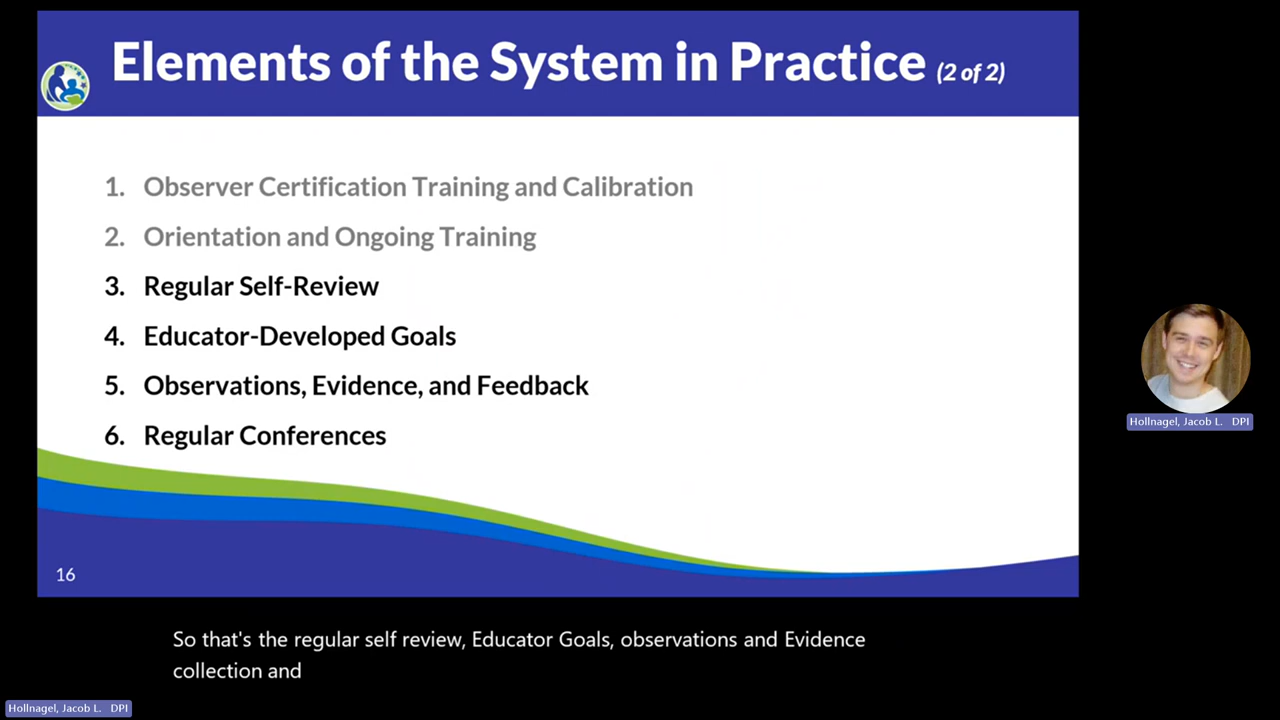 Elements of the System in Practice (2 of 2)
1. Observer Certification Training and Calibration
2. Orientation and Ongoing Training
3. Regular Self-Review
4. Educator-Developed Goals
5. Observations, Evidence, and Feedback
6. Regular Conferences
16
Hollnagel, Jacob L. DPI
So that's the regular self review, Educator Goals, observations and Evidence
collection and
Hollnagel, Jacob L. DPI